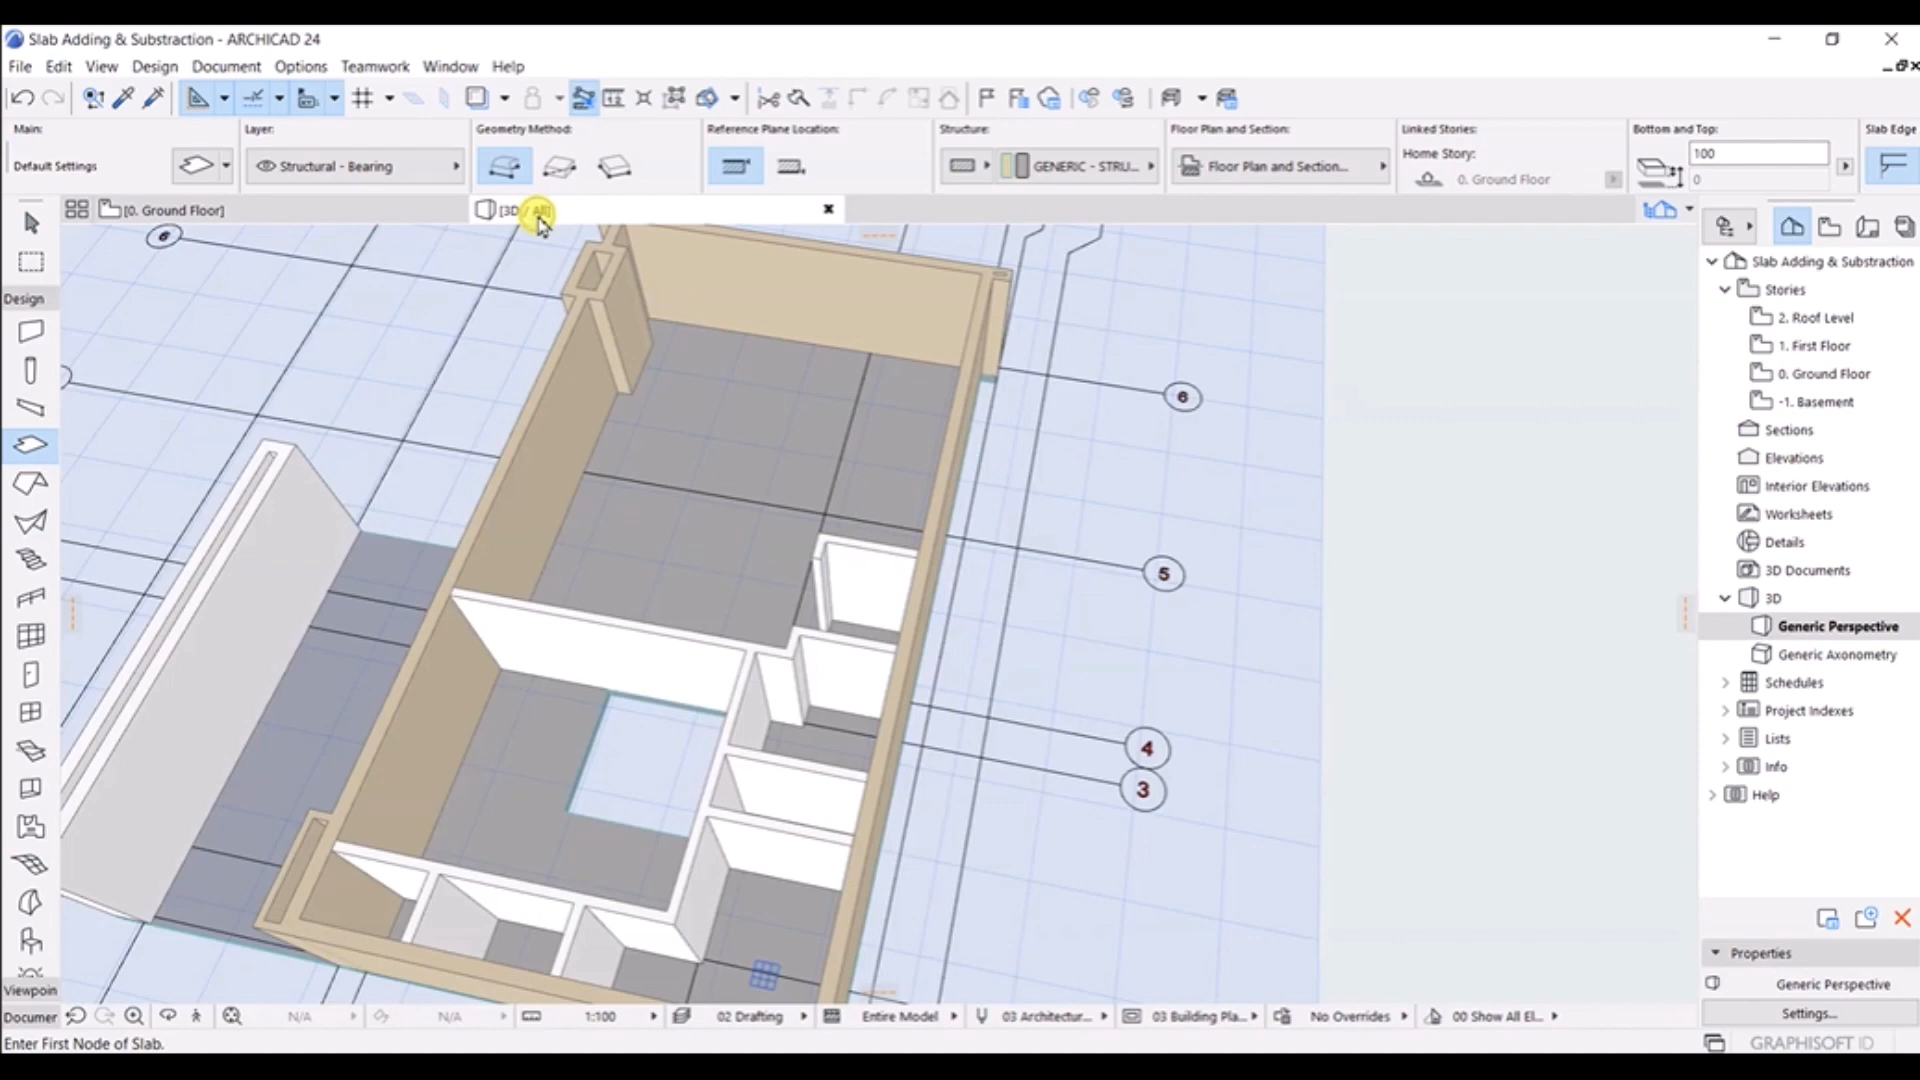 Slab Adding & Substraction - ARCHICAD 24
File Edit View Design Document Options Teamwork Window Help
Main: Layer: Geometry Method: Reference Plane Location: Structure: Floor Plan and Section: Linked Stories: Bottom and Top: Slab Edge
Home Story: 100
Default Settings Structural - Bearing GENERIC - STRU... Floor Plan and Section...
0. Ground Floor 0
[0. Ground Floor] [3D / All]
Design
Viewpoin
Documer
6
6
5
4
3
Slab Adding & Substraction
Stories
2. Roof Level
1. First Floor
0. Ground Floor
-1. Basement
Sections
Elevations
Interior Elevations
Worksheets
Details
3D Documents
3D
Generic Perspective
Generic Axonometry
Schedules
Project Indexes
Lists
Info
Help
Properties
Generic Perspective
Settings...
N/A N/A 1:100 02 Drafting Entire Model 03 Architectur... 03 Building Pla... No Overrides 00 Show All El...
Enter First Node of Slab.
GRAPHISOFT ID